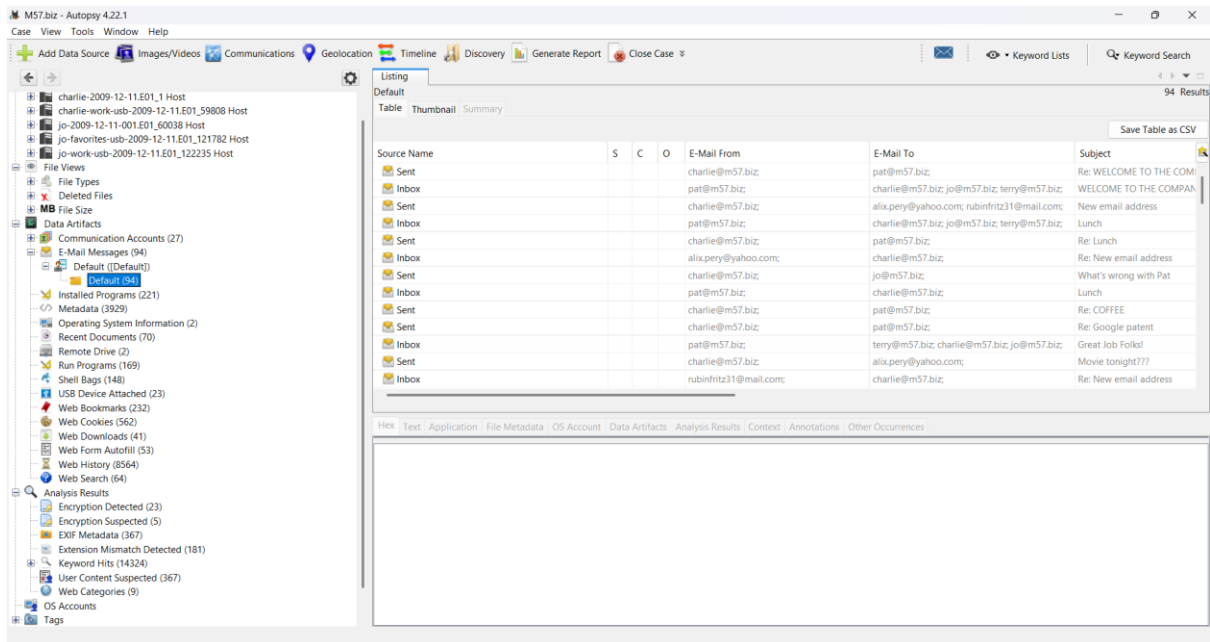 M57.biz - Autopsy 4.22.1
Case View Tools Window Help
Add Data Source Images/Videos Communications Geolocation Timeline Discovery Generate Report Close Case Keyword Lists Keyword Search
charlie-2009-12-11.E01_1 Host
charlie-work-usb-2009-12-11.E01_59808 Host
jo-2009-12-11-001.E01_60038 Host
jo-favorites-usb-2009-12-11.E01_121782 Host
jo-work-usb-2009-12-11.E01_122235 Host
File Views
File Types
Deleted Files
MB File Size
Data Artifacts
Communication Accounts (27)
E-Mail Messages (94)
Default ([Default])
Default (94)
Installed Programs (221)
Metadata (3929)
Operating System Information (2)
Recent Documents (70)
Remote Drive (2)
Run Programs (169)
Shell Bags (148)
USB Device Attached (23)
Web Bookmarks (232)
Web Cookies (562)
Web Downloads (41)
Web Form Autofill (53)
Web History (8564)
Web Search (64)
Analysis Results
Encryption Detected (23)
Encryption Suspected (5)
EXIF Metadata (367)
Extension Mismatch Detected (181)
Keyword Hits (14324)
User Content Suspected (367)
Web Categories (9)
OS Accounts
Tags
Listing
Default 94 Results
Table Thumbnail Summary
Save Table as CSV
Source Name S C O E-Mail From E-Mail To Subject
Sent charlie@m57.biz; pat@m57.biz; Re: WELCOME TO THE COM
Inbox pat@m57.biz; charlie@m57.biz; jo@m57.biz; terry@m57.biz; WELCOME TO THE COMPAN
Sent charlie@m57.biz; alix.pery@yahoo.com; rubinfritz31@mail.com; New email address
Inbox pat@m57.biz; charlie@m57.biz; jo@m57.biz; terry@m57.biz; Lunch
Sent charlie@m57.biz; pat@m57.biz; Re: Lunch
Inbox alix.pery@yahoo.com; charlie@m57.biz; Re: New email address
Sent charlie@m57.biz; jo@m57.biz; What's wrong with Pat
Inbox pat@m57.biz; charlie@m57.biz; Lunch
Sent charlie@m57.biz; pat@m57.biz; Re: COFFEE
Sent charlie@m57.biz; pat@m57.biz; Re: Google patent
Inbox pat@m57.biz; terry@m57.biz; charlie@m57.biz; jo@m57.biz; Great Job Folks!
Sent charlie@m57.biz; alix.pery@yahoo.com; Movie tonight???
Inbox rubinfritz31@mail.com; charlie@m57.biz; Re: New email address
Hex Text Application File Metadata OS Account Data Artifacts Analysis Results Context Annotations Other Occurrences